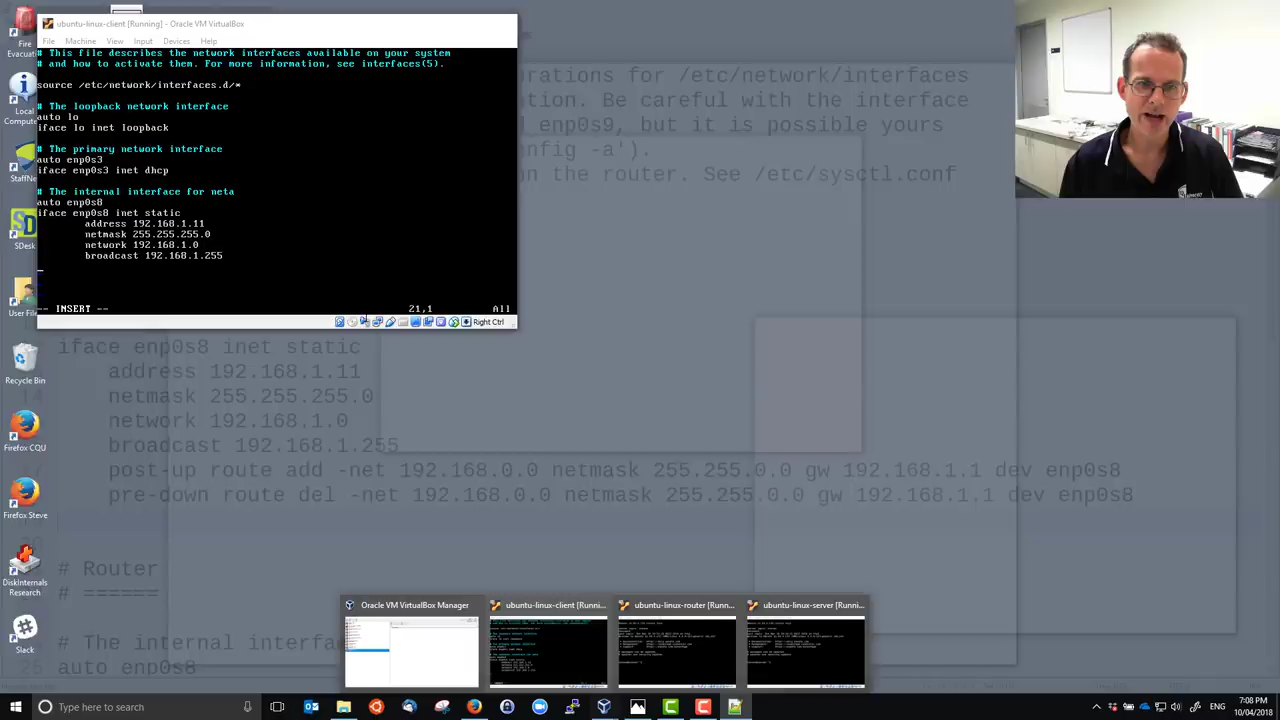 ubuntu-linux-client [Running] - Oracle VM VirtualBox
File Machine View Input Devices Help
# This file describes the network interfaces available on your system
# and how to activate them. For more information, see interfaces(5).
source /etc/network/interfaces.d/*
# The loopback network interface
auto lo
iface lo inet loopback
# The primary network interface
auto enp0s3
iface enp0s3 inet dhcp
# The internal interface for neta
auto enp0s8
iface enp0s8 inet static
address 192.168.1.11
netmask 255.255.255.0
network 192.168.1.0
broadcast 192.168.1.255
-- INSERT -- 21,1 All
Right Ctrl
Fire
Evacuati
Local
Compute
StaffNe
SDesk
User File
Recycle Bin
Firefox CQU
Firefox Steve
DiskInternals
Research
Slack
urations for /etc/network/interfaces
tion. Be careful with the interface
l enp0s9, but it is possible yours
nfig -a').
n the router. See /etc/sysctl.conf
iface enp0s8 inet static
address 192.168.1.11
netmask 255.255.255.0
network 192.168.1.0
broadcast 192.168.1.255
post-up route add -net 192.168.0.0 netmask 255.255.0.0 gw 192.168.1.1 dev enp0s8
pre-down route del -net 192.168.0.0 netmask 255.255.0.0 gw 192.168.1.1 dev enp0s8
# Router
# ======
Oracle VM VirtualBox Manager
ubuntu-linux-client [Runni...
ubuntu-linux-router [Runn...
ubuntu-linux-server [Runn...
Type here to search
ENG
7:08 PM
10/04/2018